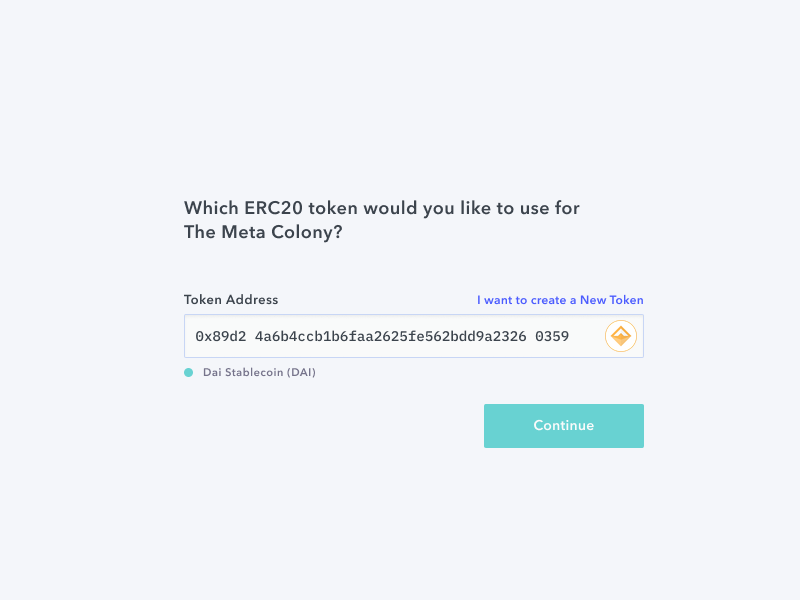 Which ERC20 token would you like to use for
The Meta Colony?
Token Address
I want to create a New Token
0x89d2 4a6b4ccb1b6faa2625fe562bdd9a2326 0359
Dai Stablecoin (DAI)
Continue